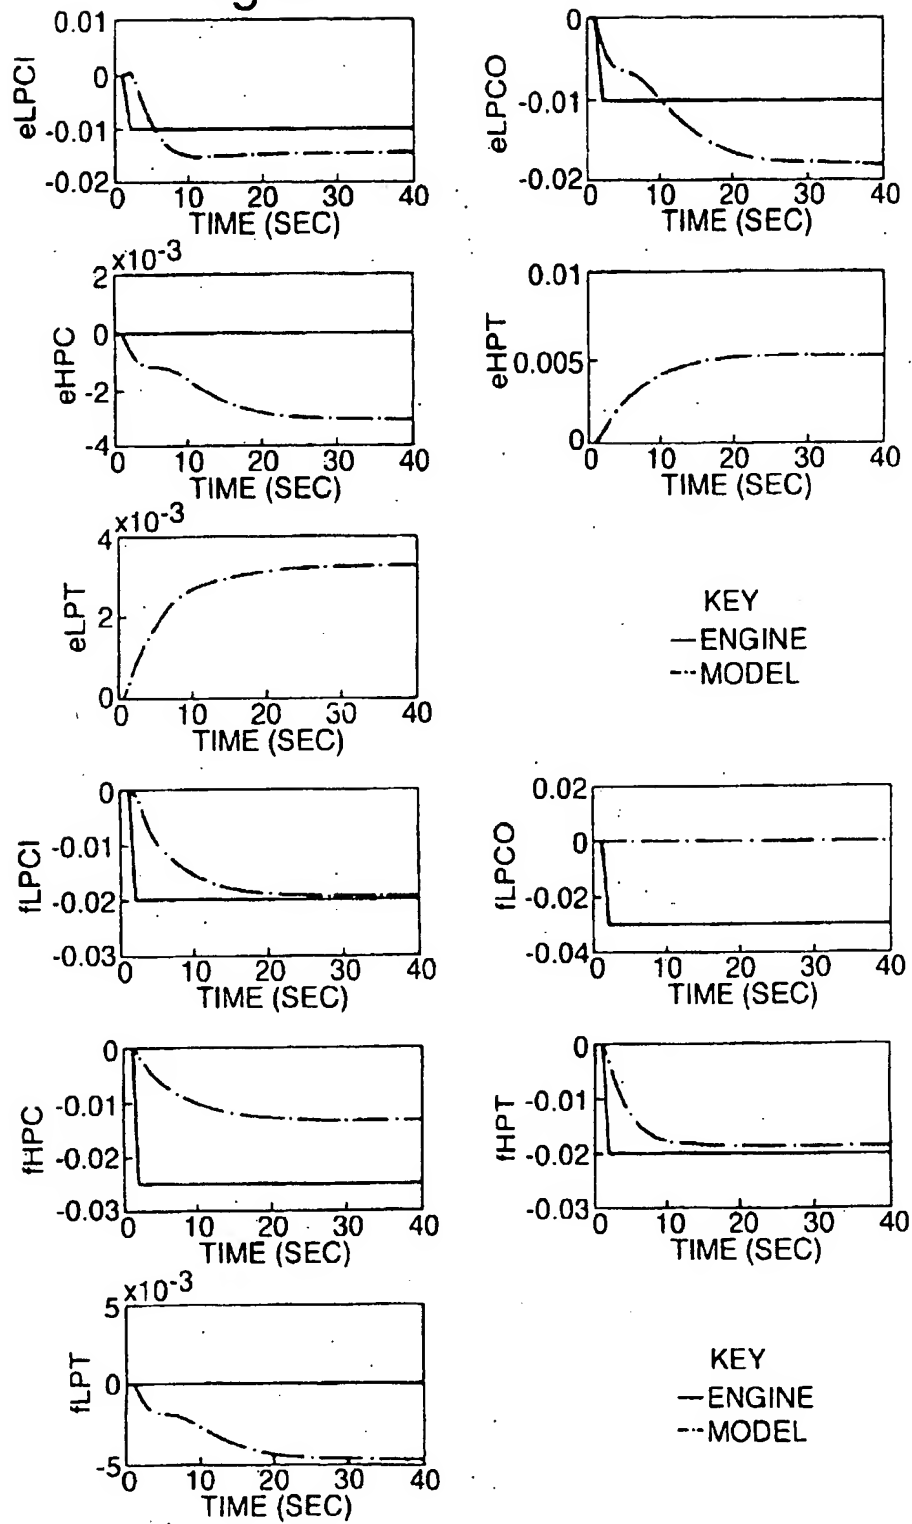 0.01
0
-0.01
-0.02
eLPCI
0 10 20 30 40
TIME (SEC)
0
-0.01
-0.02
eLPCO
0 10 20 30 40
TIME (SEC)
x10-3
2
0
-2
-4
eHPC
0 10 20 30 40
TIME (SEC)
0.01
0.005
0
eHPT
0 10 20 30 40
TIME (SEC)
x10-3
4
2
0
eLPT
0 10 20 30 40
TIME (SEC)
KEY
ENGINE
MODEL
0
-0.01
-0.02
-0.03
fLPCI
0 10 20 30 40
TIME (SEC)
0.02
0
-0.02
-0.04
fLPCO
0 10 20 30 40
TIME (SEC)
0
-0.01
-0.02
-0.03
fHPC
0 10 20 30 40
TIME (SEC)
0
-0.01
-0.02
-0.03
fHPT
0 10 20 30 40
TIME (SEC)
x10-3
5
0
-5
fLPT
0 10 20 30 40
TIME (SEC)
KEY
ENGINE
MODEL